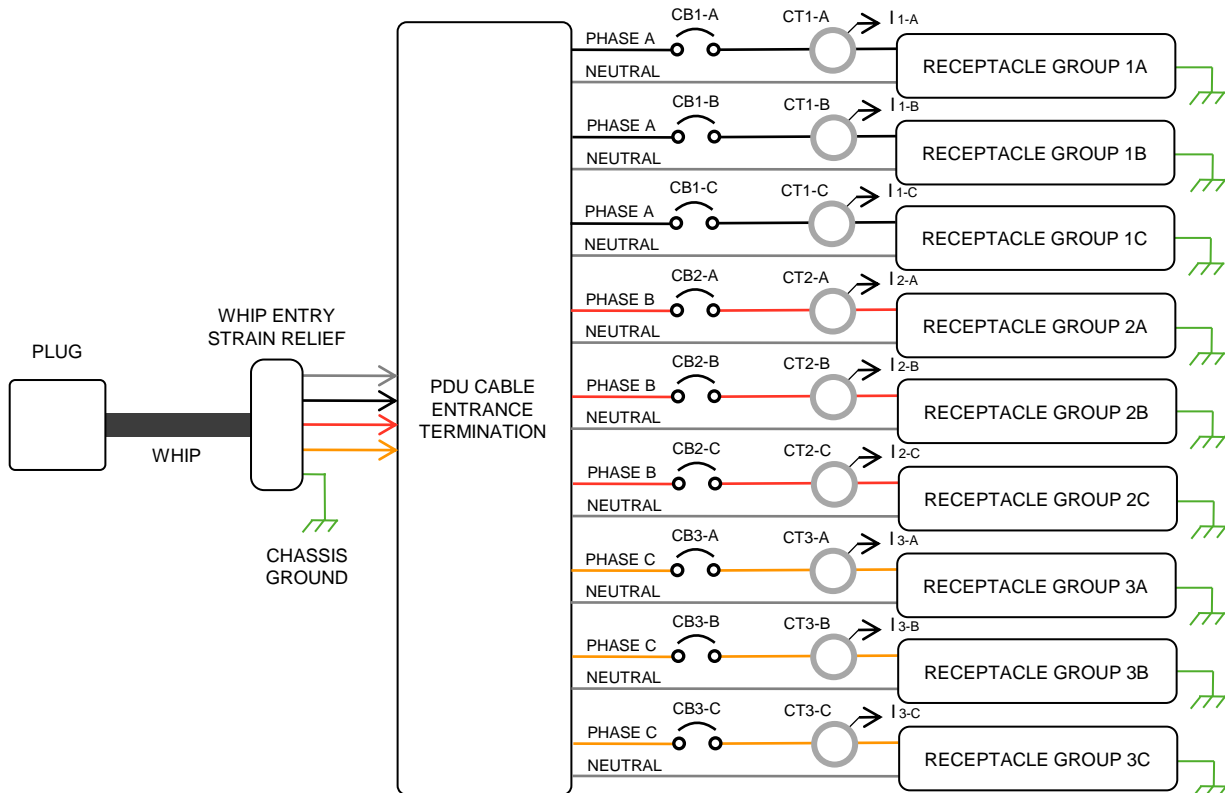 CB1-A
CT1-A
I 1-A
PHASE A
NEUTRAL
RECEPTACLE GROUP 1A
CB1-B
CT1-B
I 1-B
PHASE A
NEUTRAL
RECEPTACLE GROUP 1B
CB1-C
CT1-C
I 1-C
PHASE A
NEUTRAL
RECEPTACLE GROUP 1C
CB2-A
CT2-A
I 2-A
PHASE B
NEUTRAL
RECEPTACLE GROUP 2A
WHIP ENTRY
STRAIN RELIEF
PLUG
WHIP
CHASSIS
GROUND
PDU CABLE
ENTRANCE
TERMINATION
CB2-B
CT2-B
I 2-B
PHASE B
NEUTRAL
RECEPTACLE GROUP 2B
CB2-C
CT2-C
I 2-C
PHASE B
NEUTRAL
RECEPTACLE GROUP 2C
CB3-A
CT3-A
I 3-A
PHASE C
NEUTRAL
RECEPTACLE GROUP 3A
CB3-B
CT3-B
I 3-B
PHASE C
NEUTRAL
RECEPTACLE GROUP 3B
CB3-C
CT3-C
I 3-C
PHASE C
NEUTRAL
RECEPTACLE GROUP 3C